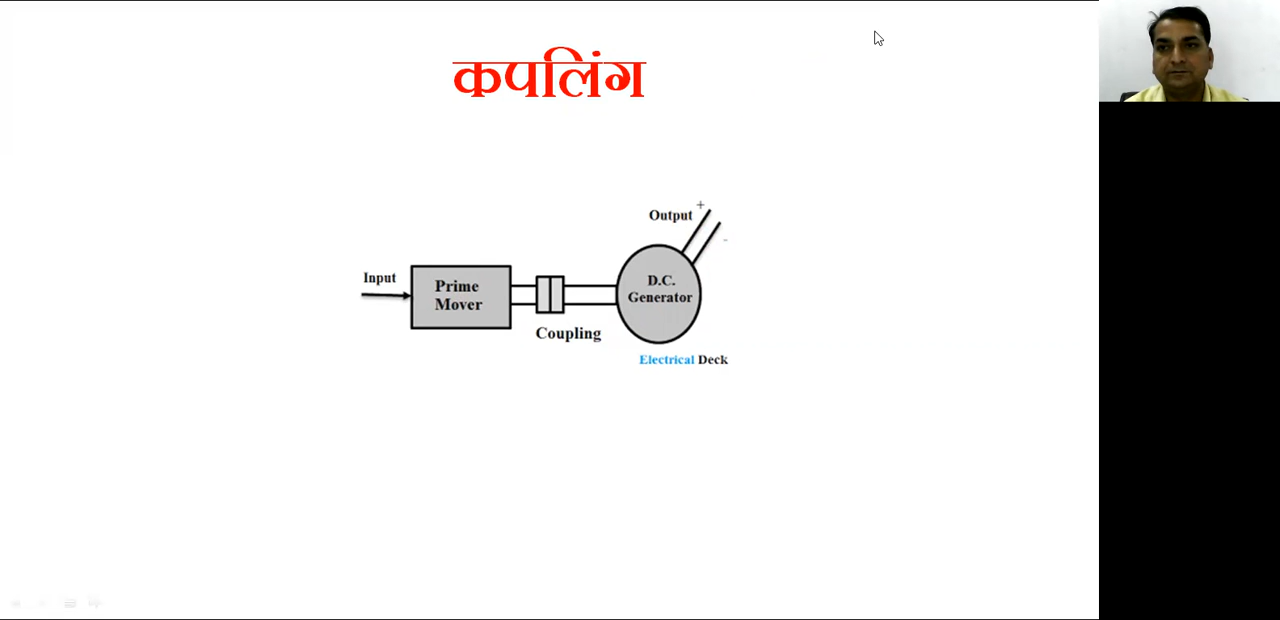 कपलिंग
Output +
-
Input
Prime
Mover
D.C.
Generator
Coupling
Electrical Deck